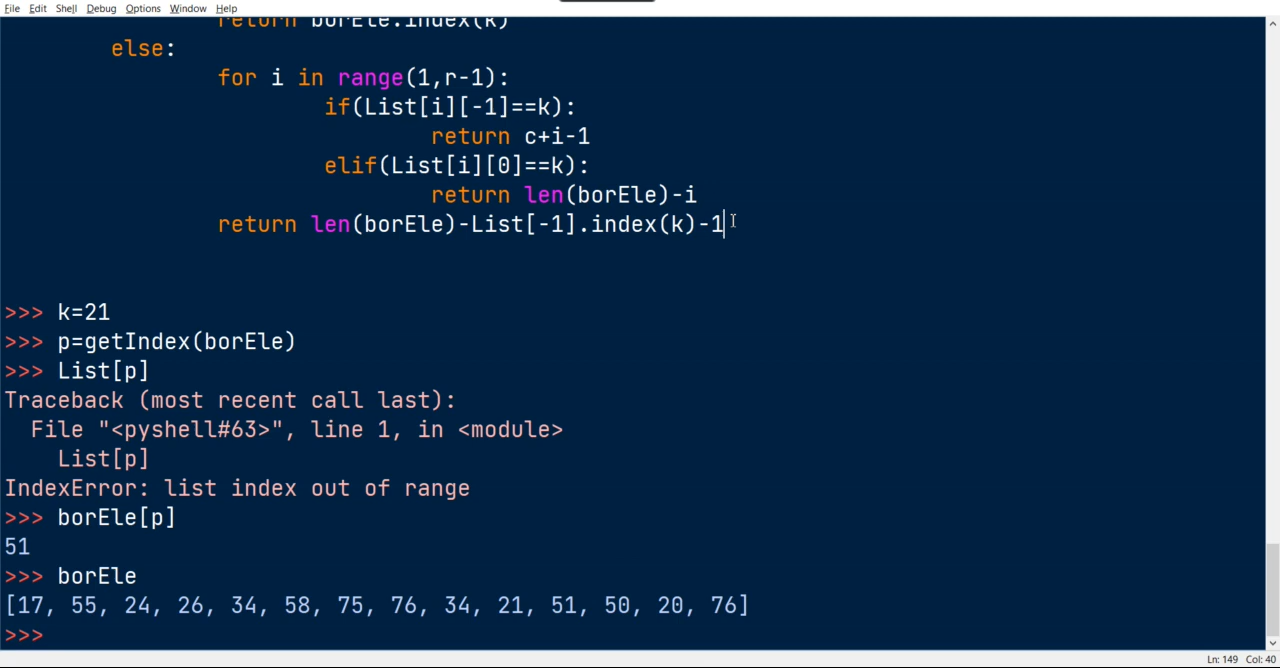 File Edit Shell Debug Options Window Help
return borEle.index(k)
else:
for i in range(1,r-1):
if(List[i][-1]==k):
return c+i-1
elif(List[i][0]==k):
return len(borEle)-i
return len(borEle)-List[-1].index(k)-1
>>> k=21
>>> p=getIndex(borEle)
>>> List[p]
Traceback (most recent call last):
File "<pyshell#63>", line 1, in <module>
List[p]
IndexError: list index out of range
>>> borEle[p]
51
>>> borEle
[17, 55, 24, 26, 34, 58, 75, 76, 34, 21, 51, 50, 20, 76]
>>>
Ln: 149 Col: 40